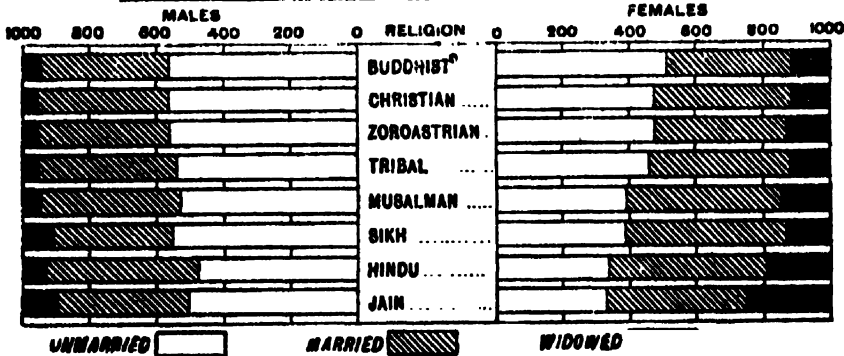 MALES FEMALES
1000 800 600 400 200 0 RELIGION 0 200 400 600 800 1000
BUDDHIST
CHRISTIAN .....
ZOROASTRIAN .
TRIBAL ... ...
MUSALMAN .....
SIKH .........
HINDU ... ......
JAIN .... ...
UNMARRIED MARRIED WIDOWED